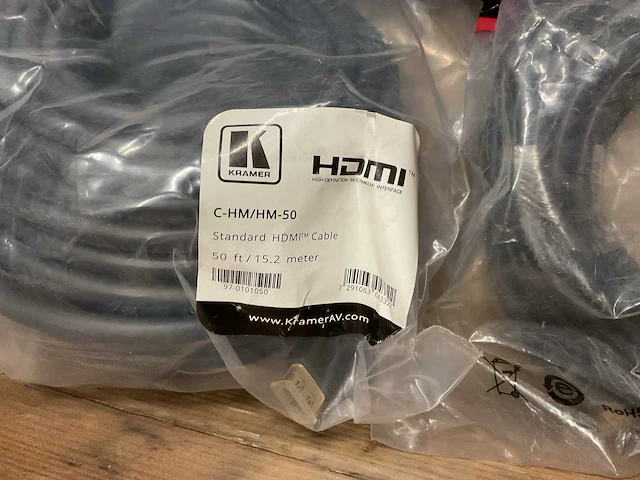 K
KRAMER
HDMI™
HIGH-DEFINITION MULTIMEDIA INTERFACE
C-HM/HM-50
Standard HDMI™ Cable
50 ft / 15.2 meter
97-0101050
www.KramerAV.com
RoHS